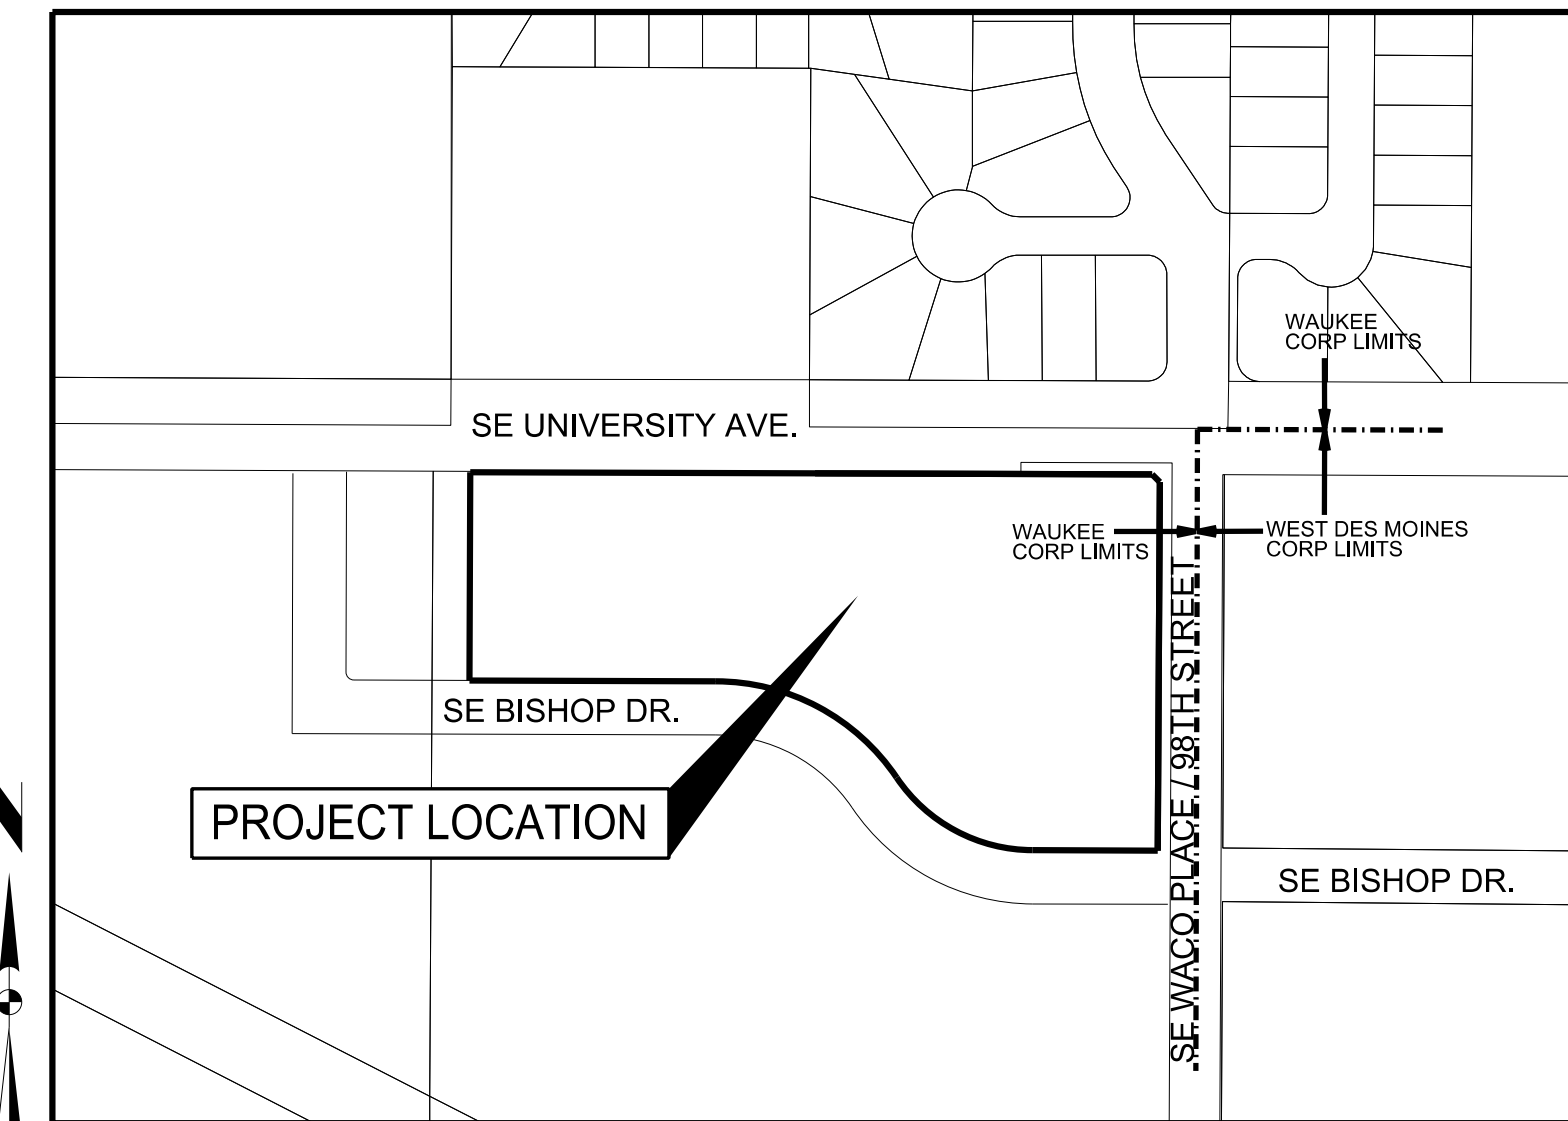 WAUKEE
CORP LIMITS
SE UNIVERSITY AVE.
WAUKEE
CORP LIMITS
WEST DES MOINES
CORP LIMITS
SE WACO PLACE / 98TH STREET
SE BISHOP DR.
PROJECT LOCATION
SE BISHOP DR.